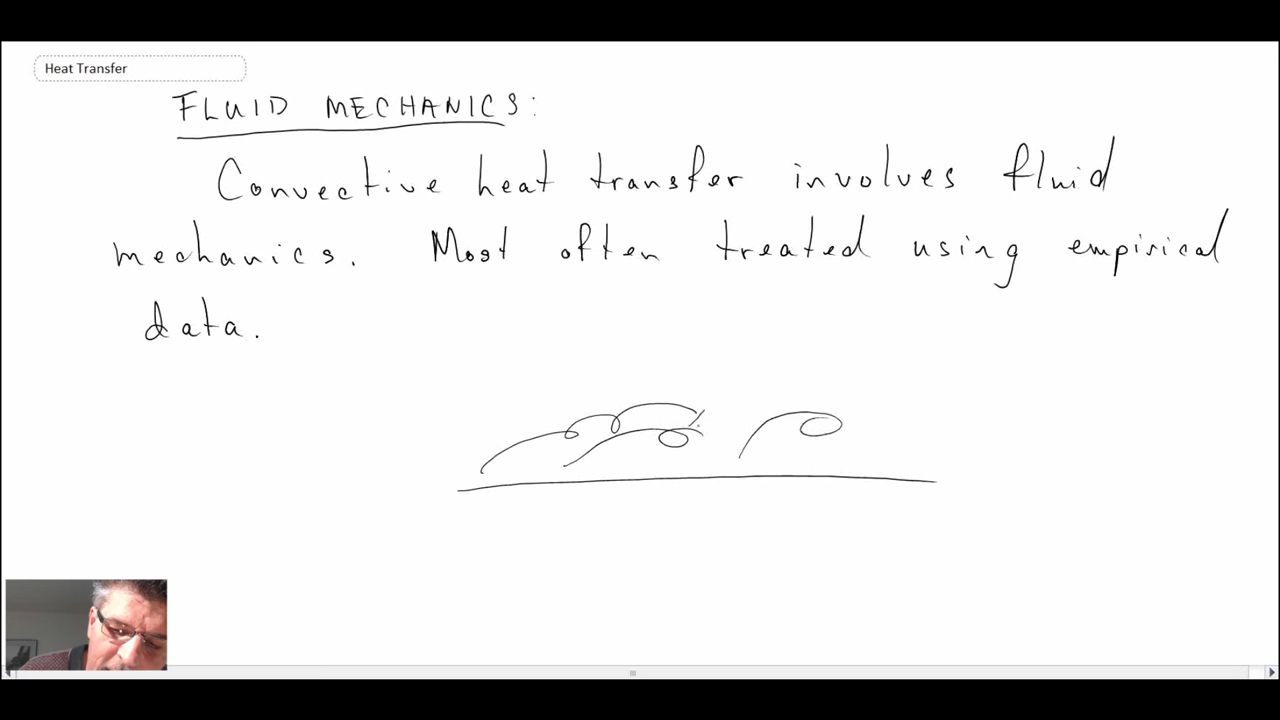 Heat Transfer
FLUID MECHANICS:
Convective heat transfer involves fluid
mechanics. Most often treated using empirical
data.